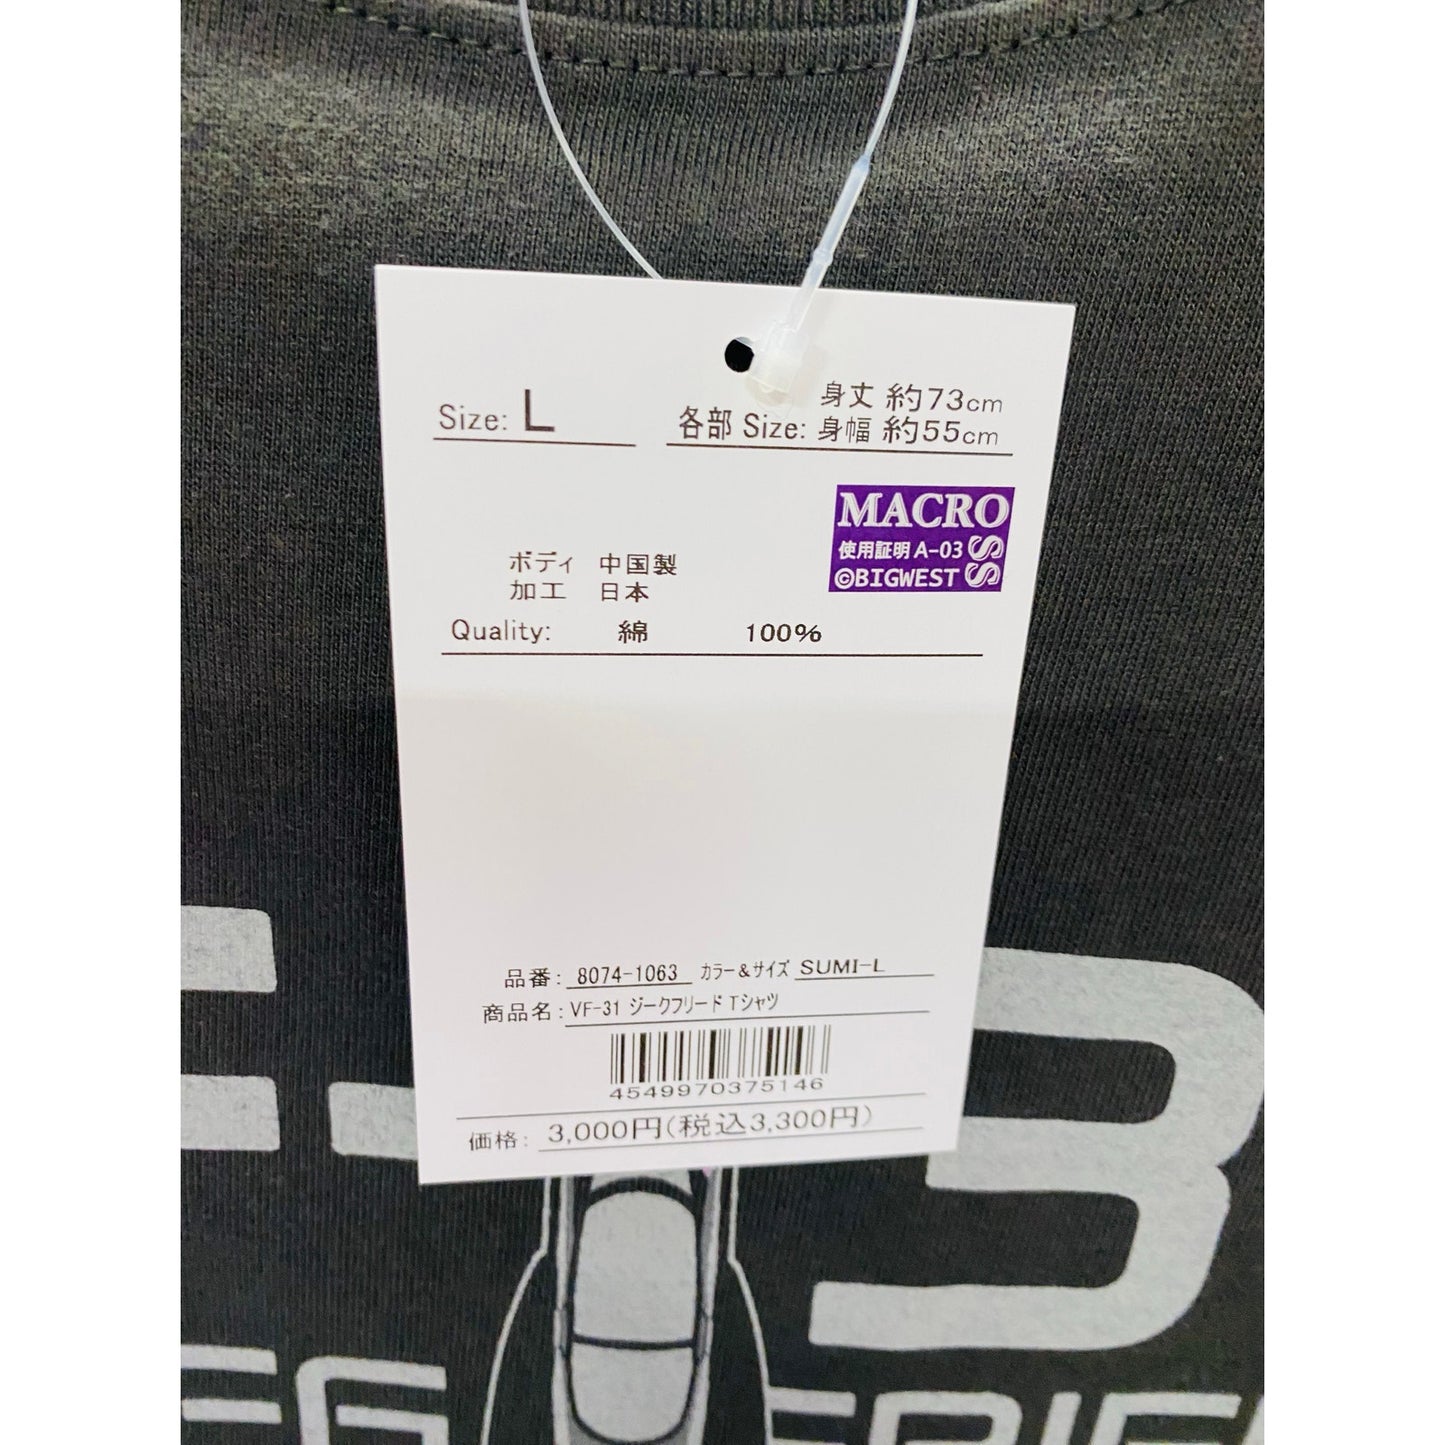 Size: L
身丈 約73cm
各部 Size: 身幅 約55cm
MACROSS
使用証明 A-03
©BIGWEST
ボディ 中国製
加工 日本
Quality: 綿 100%
品番: 8074-1063 カラー&サイズ SUMI-L
商品名: VF-31 ジークフリード Tシャツ
4549970375146
価格: 3,000円(税込3,300円)